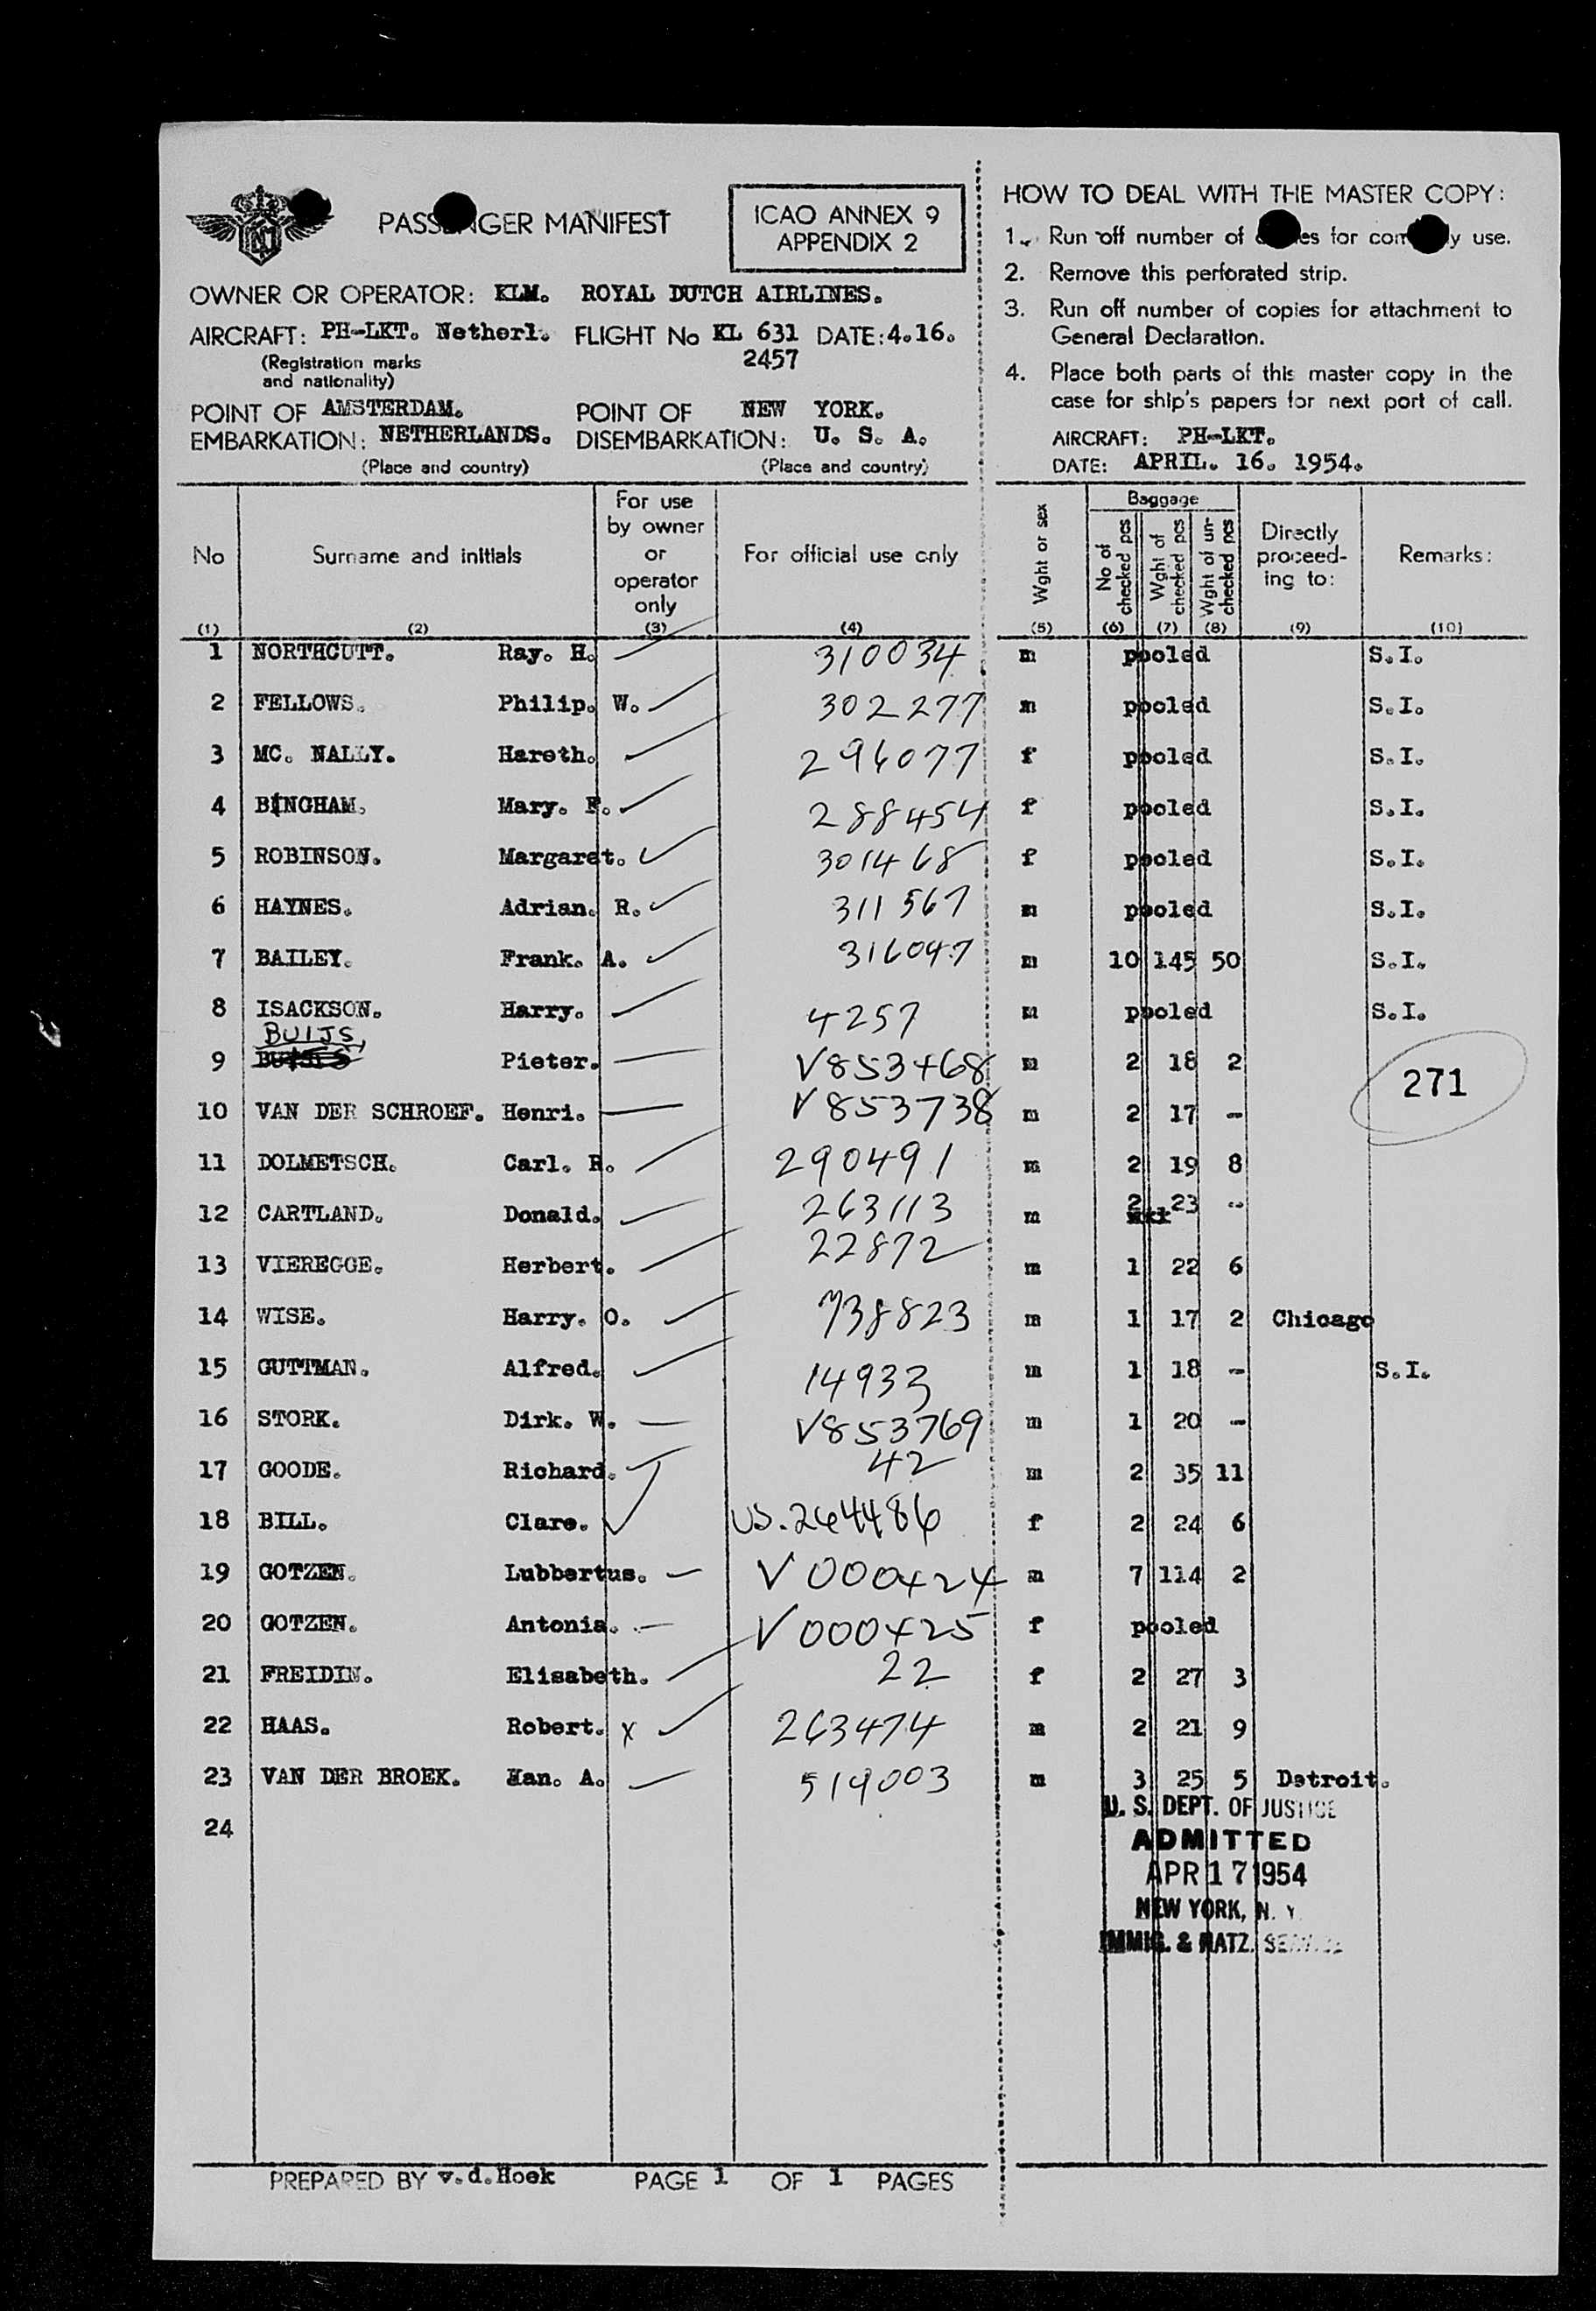 PASSENGER MANIFEST
ICAO ANNEX 9
APPENDIX 2
OWNER OR OPERATOR: KLM. ROYAL DUTCH AIRLINES.
AIRCRAFT: PH-LKT. Netherl. FLIGHT No KL 631 DATE: 4.16.
(Registration marks
and nationality)
2457
POINT OF
EMBARKATION: AMSTERDAM.
NETHERLANDS.
(Place and country)
POINT OF
DISEMBARKATION: NEW YORK.
U. S. A.
(Place and country)
HOW TO DEAL WITH THE MASTER COPY:
1. Run off number of copies for company use.
2. Remove this perforated strip.
3. Run off number of copies for attachment to
General Declaration.
4. Place both parts of this master copy in the
case for ship's papers for next port of call.
AIRCRAFT: PH-LKT.
DATE: APRIL. 16. 1954.
No
(1)
Surname and initials
(2)
For use
by owner
or
operator
only
(3)
For official use only
(4)
Wght or sex
(5)
Baggage
No of
checked pcs
(6)
Wght of
checked pcs
(7)
Wght of un-
checked pcs
(8)
Directly
proceed-
ing to:
(9)
Remarks:
(10)
1 NORTHCUTT. Ray. H. 310034 m pooled S.I.
2 FELLOWS. Philip. W. 302277 m pooled S.I.
3 MC. NALLY. Hareth. 296077 f pooled S.I.
4 BINGHAM. Mary. F. 288454 f pooled S.I.
5 ROBINSON. Margaret. 301468 f pooled S.I.
6 HAYNES. Adrian. R. 311567 m pooled S.I.
7 BAILEY. Frank. A. 316047 m 10 145 50 S.I.
8 ISACKSON. Harry. 4257 m pooled S.I.
BUIJS,
9 Pieter. V853468 m 2 18 2
271
10 VAN DER SCHROEF. Henri. V853738 m 2 17 -
11 DOLMETSCH. Carl. R. 290491 m 2 19 8
12 CARTLAND. Donald. 263113 m 2 23 -
13 VIEREGGE. Herbert. 22872 m 1 22 6
14 WISE. Harry. O. 738823 m 1 17 2 Chicago
15 GUTTMAN. Alfred. 14933 m 1 18 - S.I.
16 STORK. Dirk. W. V853769 m 1 20 -
17 GOODE. Richard. 42 m 2 35 11
18 BILL. Clare. US.264486 f 2 24 6
19 GOTZEN. Lubbertus. V000424 m 7 114 2
20 GOTZEN. Antonia. V000425 f pooled
21 FREIDIN. Elisabeth. 22 f 2 27 3
22 HAAS. Robert. X 263474 m 2 21 9
23 VAN DER BROEK. Han. A. 519003 m 3 25 5 Detroit.
24
U. S. DEPT. OF JUSTICE
ADMITTED
APR 17 1954
NEW YORK, N. Y.
IMMIG. & NATZ. SERVICE
PREPARED BY v.d.Hoek PAGE 1 OF 1 PAGES